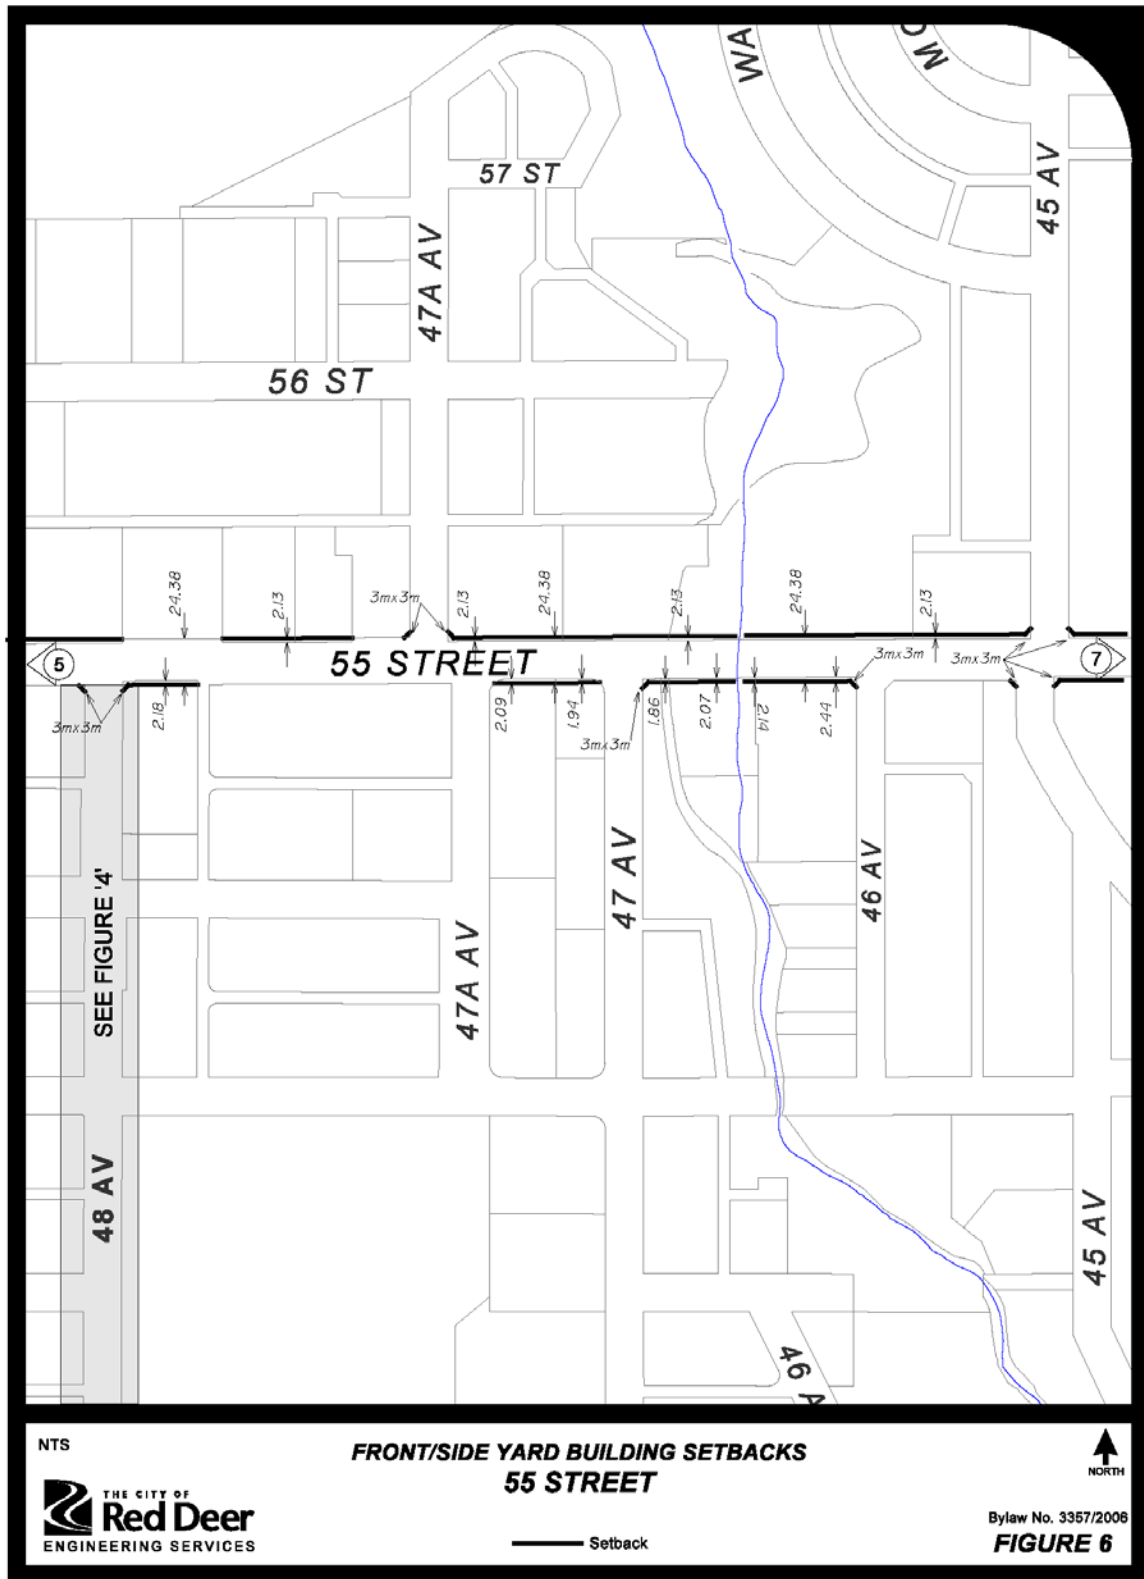 WA
MO
57 ST
45 AV
47A AV
56 ST
24.38
2.13
3mx3m
2.13
24.38
2.13
24.38
2.13
5
55 STREET
3mx3m
3mx3m
7
3mx3m
2.18
2.09
1.94
3mx3m
1.86
2.07
2.14
2.44
47 AV
46 AV
SEE FIGURE '4'
47A AV
48 AV
45 AV
46 A
NTS
FRONT/SIDE YARD BUILDING SETBACKS
55 STREET
NORTH
THE CITY OF
Red Deer
ENGINEERING SERVICES
Setback
Bylaw No. 3357/2006
FIGURE 6